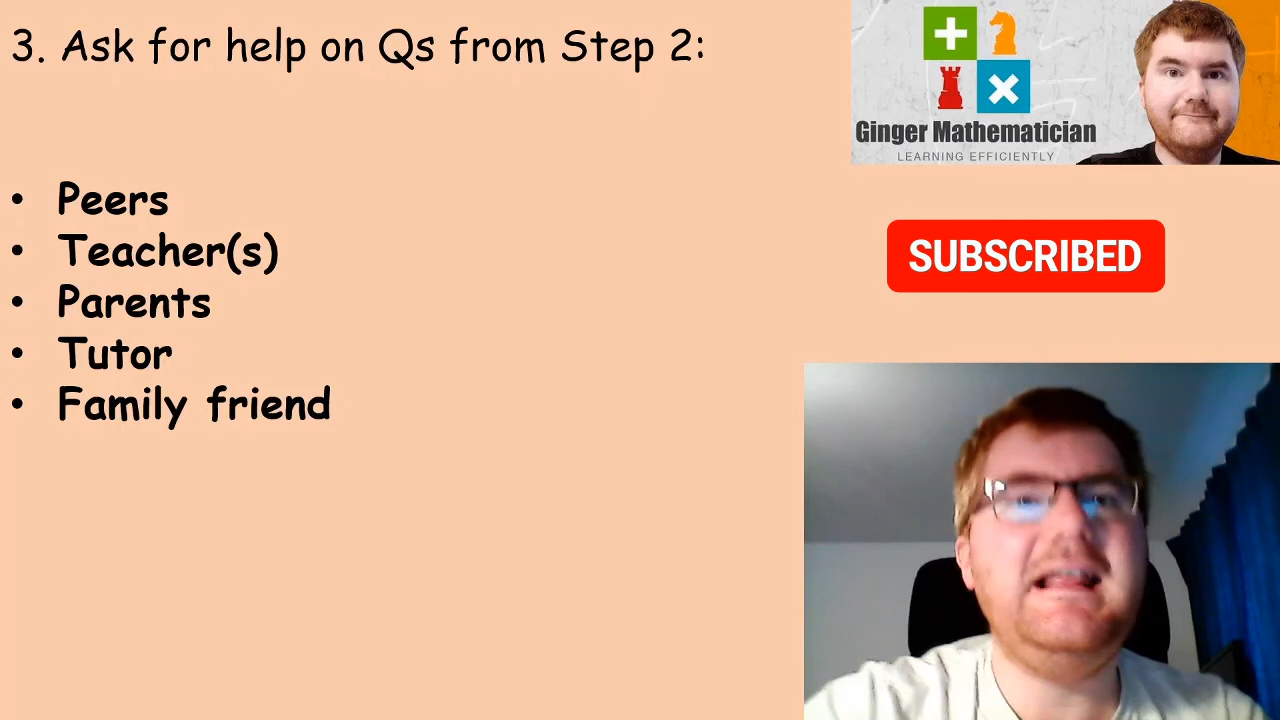 3. Ask for help on Qs from Step 2:
• Peers
• Teacher(s)
• Parents
• Tutor
• Family friend
Ginger Mathematician
LEARNING EFFICIENTLY
SUBSCRIBED